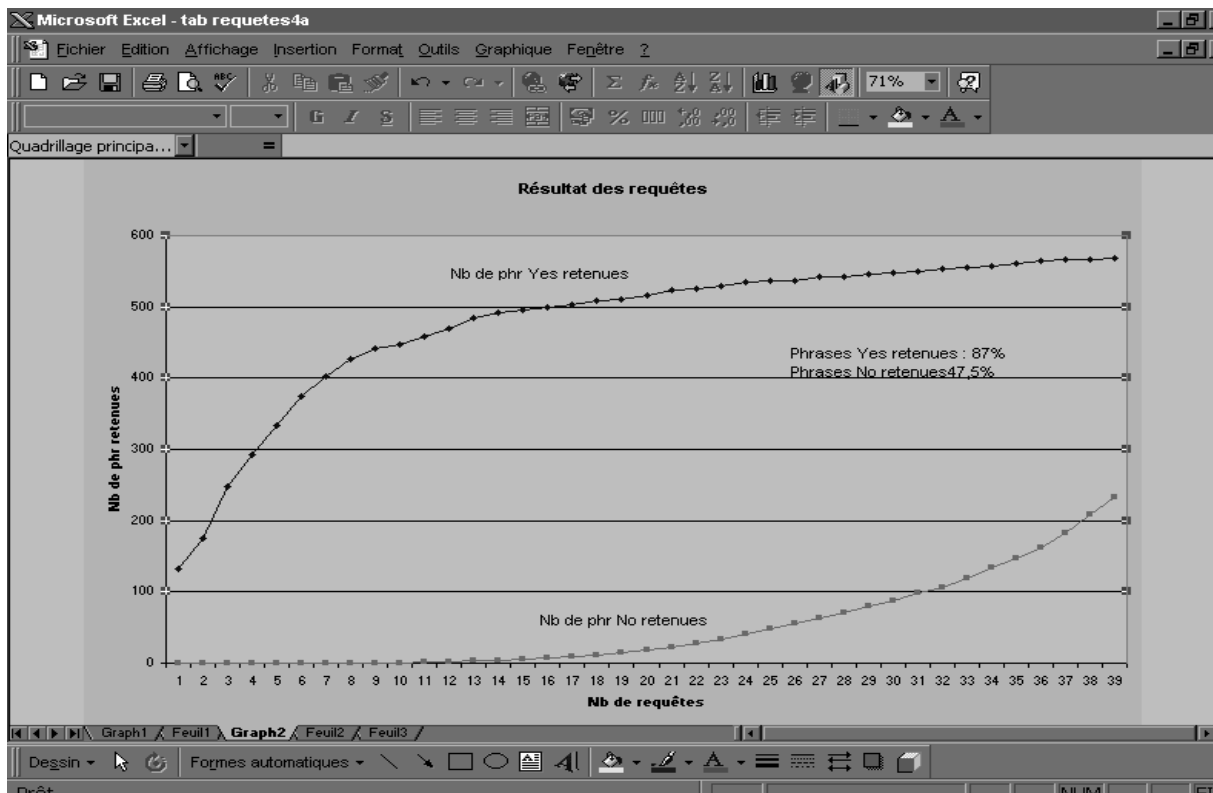 Microsoft Excel - tab requetes4a
Fichier Edition Affichage Insertion Format Outils Graphique Fenêtre ?
71%
G I S
Quadrillage principa... =
Résultat des requêtes
600
Nb de phr Yes retenues
500
Phrases Yes retenues : 87%
400
Phrases No retenues47,5%
Nb de phr retenues
300
200
100
Nb de phr No retenues
0
1 2 3 4 5 6 7 8 9 10 11 12 13 14 15 16 17 18 19 20 21 22 23 24 25 26 27 28 29 30 31 32 33 34 35 36 37 38 39
Nb de requêtes
Graph1 Feuil1 Graph2 Feuil2 Feuil3
Dessin Formes automatiques
Prêt NUM